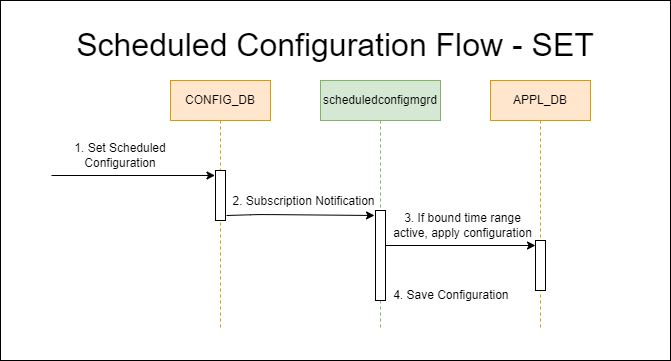 Scheduled Configuration Flow - SET
CONFIG_DB
scheduledconfigmgrd
APPL_DB
1. Set Scheduled
Configuration
2. Subscription Notification
3. If bound time range
active, apply configuration
4. Save Configuration